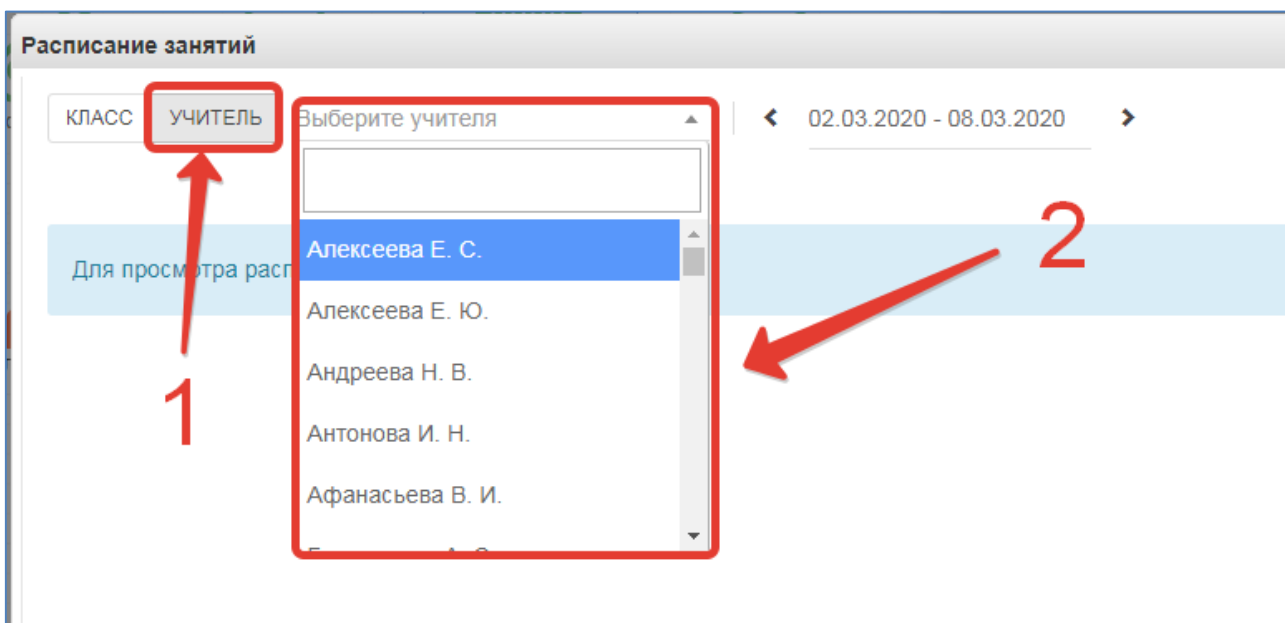 Расписание занятий
КЛАСС УЧИТЕЛЬ Выберите учителя 02.03.2020 - 08.03.2020
2
Алексеева Е. С.
Для просмотра
Алексеева Е. Ю.
Андреева Н. В.
1
Антонова И. Н.
Афанасьева В. И.